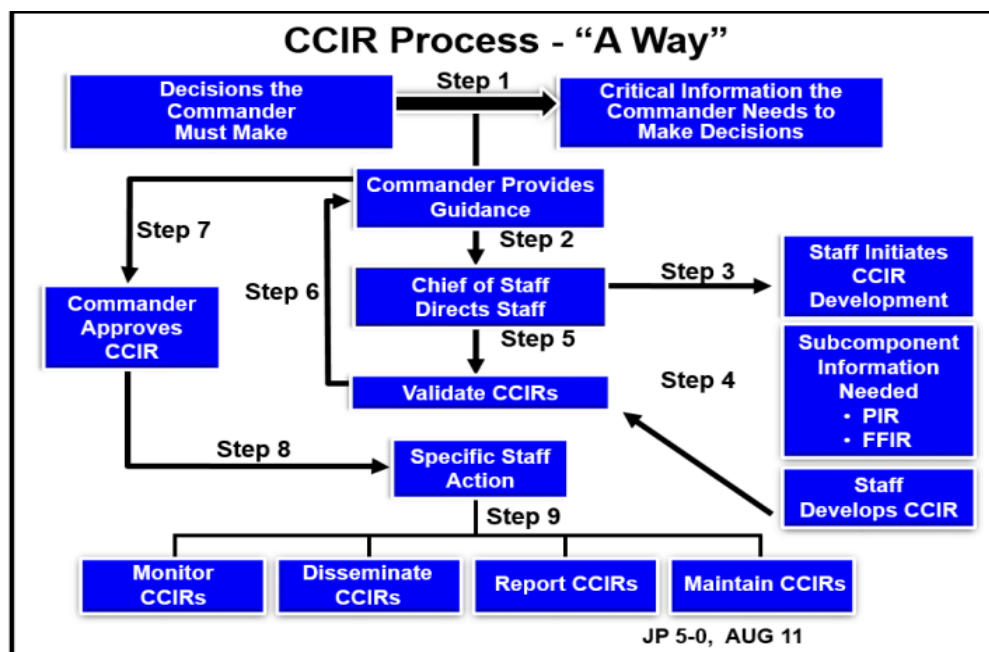 CCIR Process - “A Way”
Decisions the
Commander
Must Make
Step 1
Critical Information the
Commander Needs to
Make Decisions
Commander Provides
Guidance
Step 7
Step 2
Step 6
Chief of Staff
Directs Staff
Step 3
Staff Initiates
CCIR
Development
Commander
Approves
CCIR
Step 5
Step 4
Subcomponent
Information
Needed
• PIR
• FFIR
Validate CCIRs
Step 8
Specific Staff
Action
Staff
Develops CCIR
Step 9
Monitor
CCIRs
Disseminate
CCIRs
Report CCIRs
Maintain CCIRs
JP 5-0, AUG 11